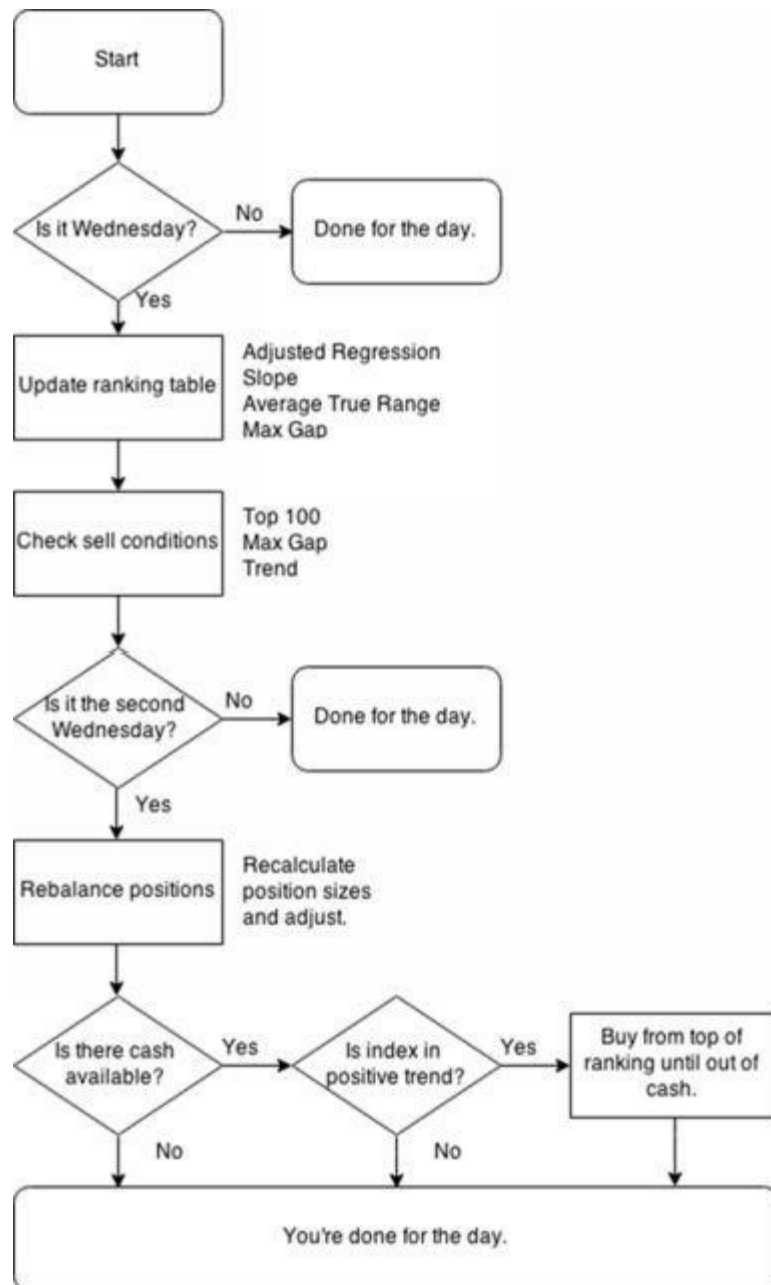 Start
Is it Wednesday?
No
Done for the day.
Yes
Update ranking table
Adjusted Regression
Slope
Average True Range
Max Gap
Check sell conditions
Top 100
Max Gap
Trend
Is it the second
Wednesday?
No
Done for the day.
Yes
Rebalance positions
Recalculate
position sizes
and adjust.
Is there cash
available?
Yes
Is index in
positive trend?
Yes
Buy from top of
ranking until out of
cash.
No
No
You're done for the day.